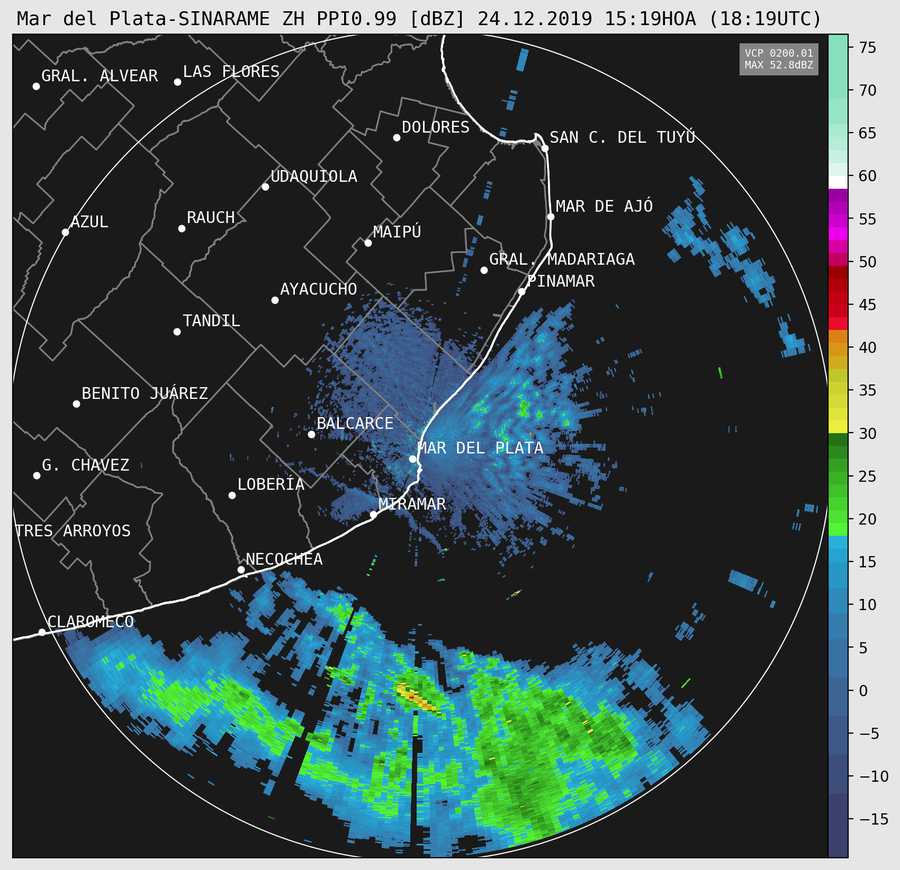 Mar del Plata-SINARAME ZH PPI0.99 [dBZ] 24.12.2019 15:19HOA (18:19UTC)
VCP 0200.01
MAX 52.8dBZ
GRAL. ALVEAR
LAS FLORES
DOLORES
SAN C. DEL TUYÚ
UDAQUIOLA
MAR DE AJÓ
AZUL
RAUCH
MAIPÚ
GRAL. MADARIAGA
PINAMAR
AYACUCHO
TANDIL
BENITO JUÁREZ
BALCARCE
MAR DEL PLATA
G. CHAVEZ
LOBERÍA
MIRAMAR
TRES ARROYOS
NECOCHEA
CLAROMECO
75
70
65
60
55
50
45
40
35
30
25
20
15
10
5
0
−5
−10
−15